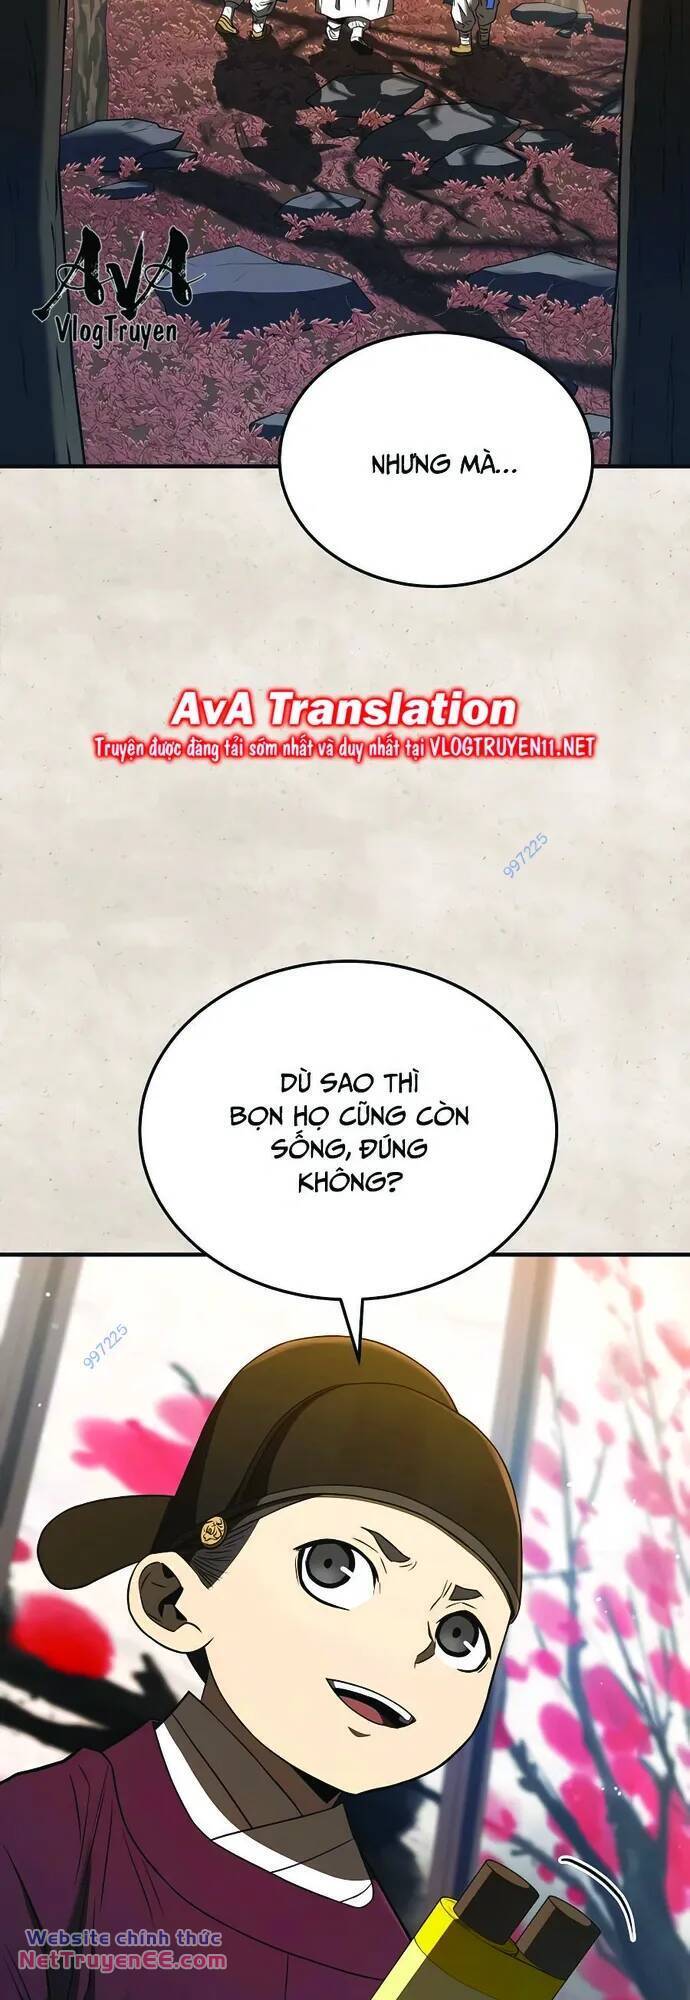 AVA
VlogTruyen
NHƯNG MÀ...
AvA Translation
Truyện được đăng tải sớm nhất và duy nhất tại VLOGTRUYEN11.NET
997225
DÙ SAO THÌ
BỌN HỌ CŨNG CÒN
SỐNG, ĐÚNG
KHÔNG?
997225
Website chính thức
NetTruyenEE.com